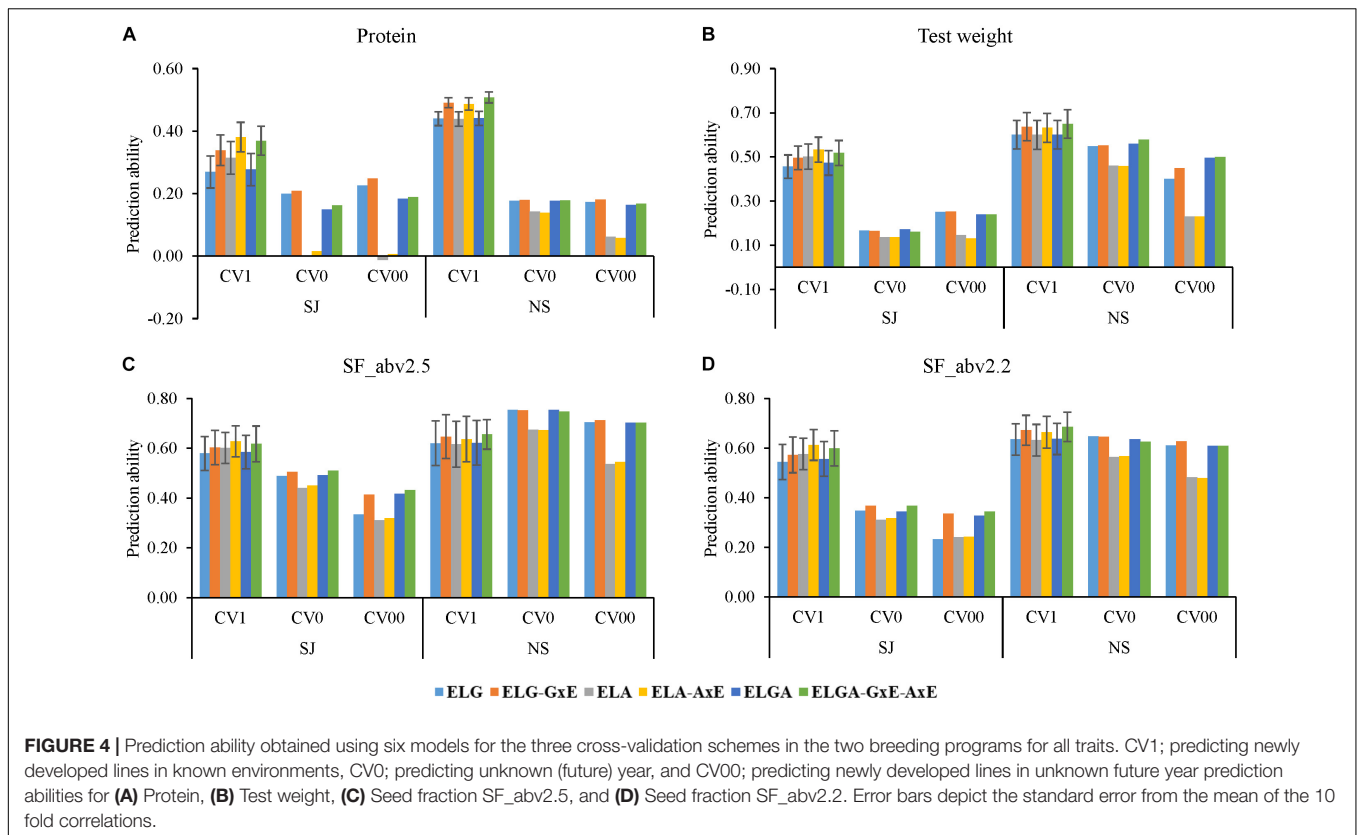 A
Protein
Prediction ability
0.60
0.40
0.20
0.00
-0.20
CV1 CV0 CV00 CV1 CV0 CV00
SJ NS
B
Test weight
Prediction ability
0.90
0.70
0.50
0.30
0.10
-0.10
CV1 CV0 CV00 CV1 CV0 CV00
SJ NS
C
SF_abv2.5
Prediction ability
0.80
0.60
0.40
0.20
0.00
CV1 CV0 CV00 CV1 CV0 CV00
SJ NS
D
SF_abv2.2
Prediction ability
0.80
0.60
0.40
0.20
0.00
CV1 CV0 CV00 CV1 CV0 CV00
SJ NS
ELG ELG-GxE ELA ELA-AxE ELGA ELGA-GxE-AxE
FIGURE 4 | Prediction ability obtained using six models for the three cross-validation schemes in the two breeding programs for all traits. CV1; predicting newly
developed lines in known environments, CV0; predicting unknown (future) year, and CV00; predicting newly developed lines in unknown future year prediction
abilities for (A) Protein, (B) Test weight, (C) Seed fraction SF_abv2.5, and (D) Seed fraction SF_abv2.2. Error bars depict the standard error from the mean of the 10
fold correlations.